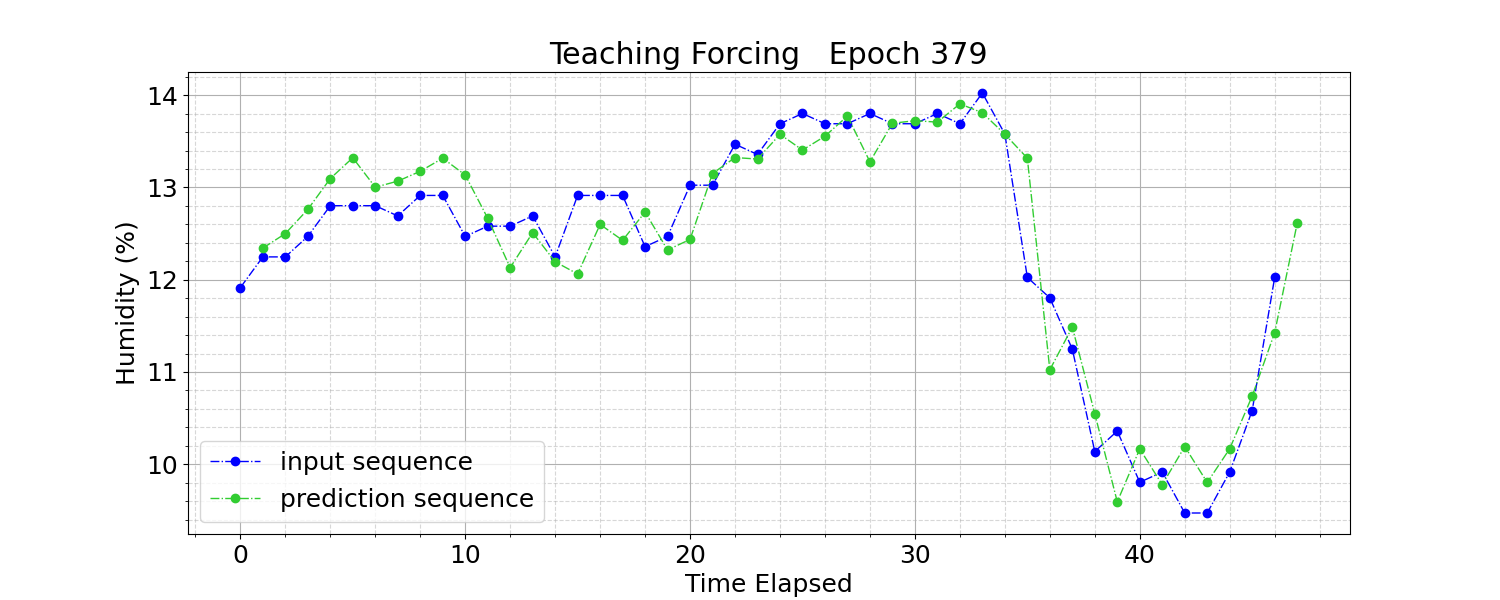 Teaching Forcing   Epoch 379
14
13
12
11
10
Humidity (%)
input sequence
prediction sequence
0 10 20 30 40
Time Elapsed